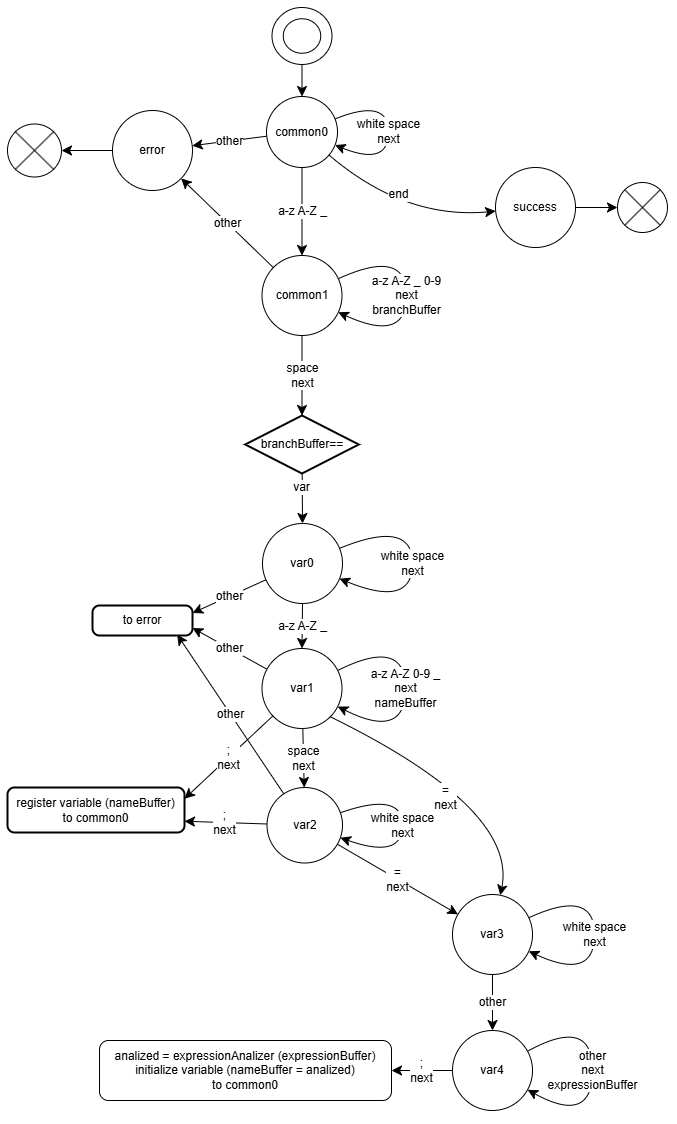 common0
white space
next
other
error
end
success
a-z A-Z _
other
common1
a-z A-Z _ 0-9
next
branchBuffer
space
next
branchBuffer==
var
var0
white space
next
other
to error
a-z A-Z _
other
var1
a-z A-Z 0-9 _
next
nameBuffer
other
;
next
space
next
=
next
register variable (nameBuffer)
to common0
;
next
var2
white space
next
=
next
var3
white space
next
other
analized = expressionAnalizer (expressionBuffer)
initialize variable (nameBuffer = analized)
to common0
;
next
var4
other
next
expressionBuffer